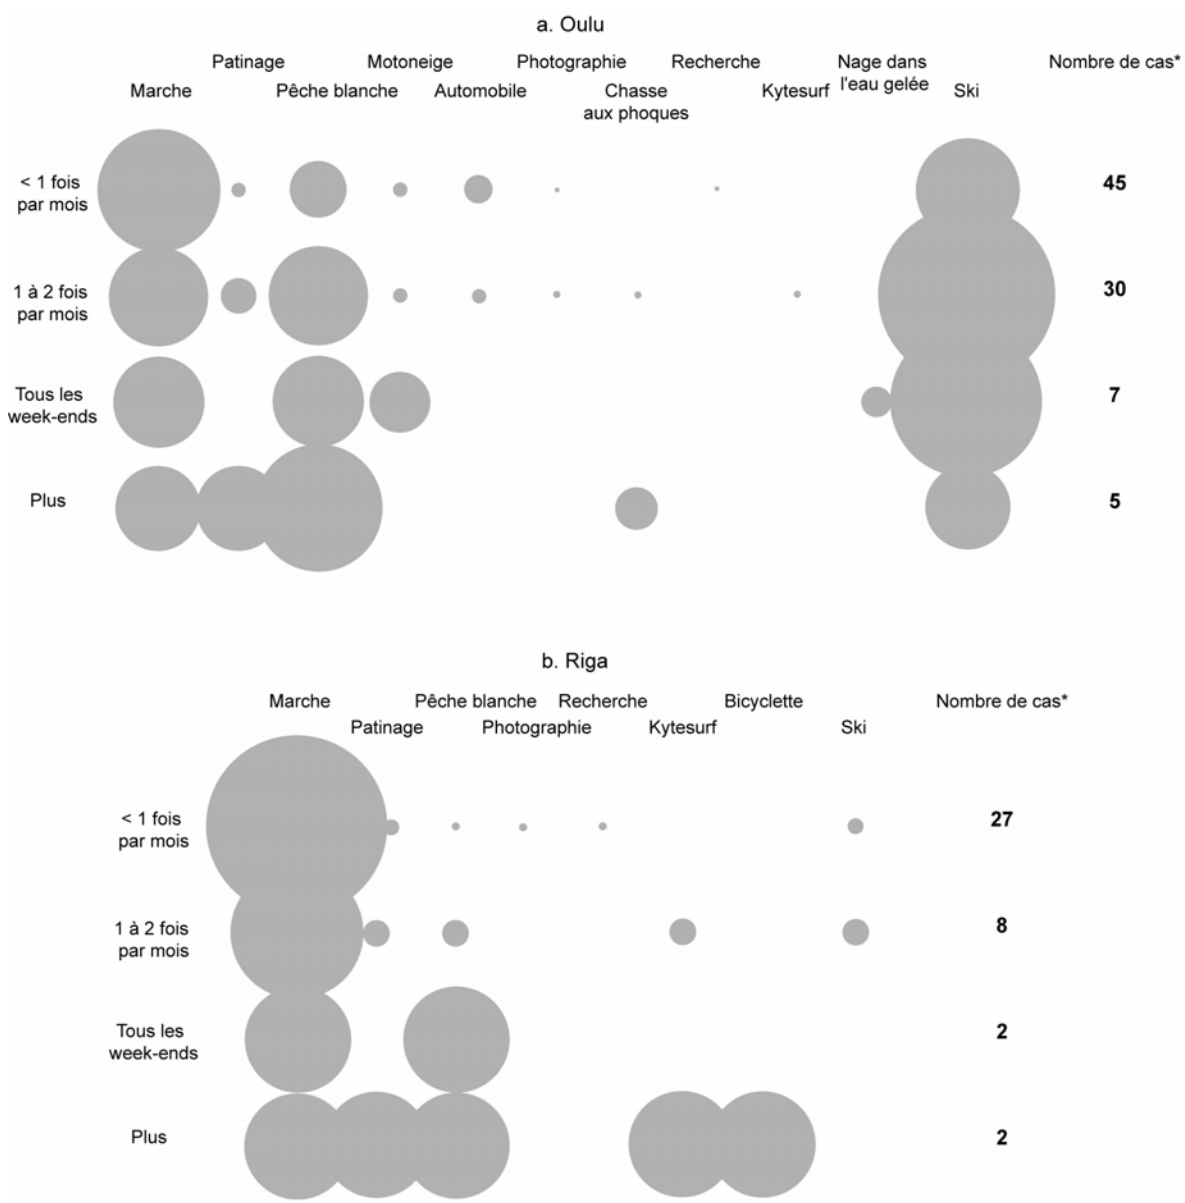 a. Oulu
Patinage Motoneige Photographie Recherche Nage dans Nombre de cas*
Marche Pêche blanche Automobile Chasse Kytesurf l'eau gelée Ski
aux phoques
< 1 fois
par mois
45
1 à 2 fois
par mois
30
Tous les
week-ends
7
Plus
5
b. Riga
Marche Pêche blanche Recherche Bicyclette Nombre de cas*
Patinage Photographie Kytesurf Ski
< 1 fois
par mois
27
1 à 2 fois
par mois
8
Tous les
week-ends
2
Plus
2